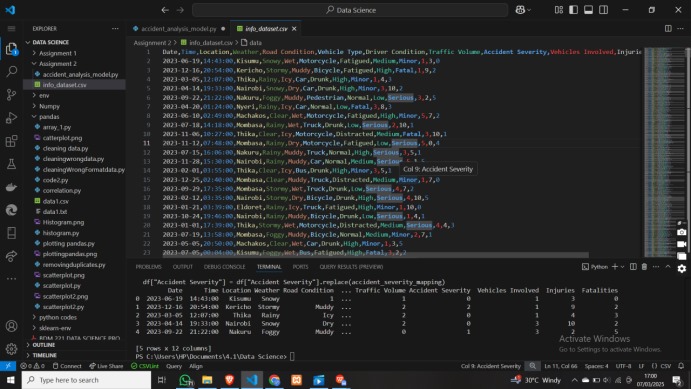 Data Science
EXPLORER
DATA SCIENCE
Assignment 1
Assignment 2
accident_analysis_model.py
info_dataset.csv
env
Numpy
pandas
array_1.py
catterplot.png
cleaning data.py
cleaningwrongdata.py
cleaningWrongFormatdata.py
code2.py
correlation.py
data1.csv
data1.txt
Histogram.png
histogram.py
plotting pandas.py
plottingpandas.png
removingduplicates.py
scatterplot.png
scatterplot.py
scatterplot2.png
scatterplot2.py
python codes
sklearn-env
OUTLINE
TIMELINE
accident_analysis_model.py
info_dataset.csv
Assignment 2 > info_dataset.csv > data
1 Date,Time,Location,Weather,Road Condition,Vehicle Type,Driver Condition,Traffic Volume,Accident Severity,Vehicles Involved,Injuries
2 2023-06-19,14:43:00,Kisumu,Snowy,Wet,Motorcycle,Fatigued,Medium,Minor,1,3,0
3 2023-12-16,20:54:00,Kericho,Stormy,Muddy,Bicycle,Fatigued,High,Fatal,1,9,2
4 2023-03-05,12:07:00,Thika,Rainy,Icy,Car,Drunk,High,Minor,1,4,3
5 2023-04-14,19:33:00,Nairobi,Snowy,Dry,Car,Drunk,High,Minor,3,10,2
6 2023-09-22,21:22:00,Nakuru,Foggy,Muddy,Pedestrian,Normal,Low,Serious,3,2,5
7 2023-04-20,01:24:00,Nyeri,Rainy,Icy,Car,Normal,Low,Fatal,3,8,0
8 2023-06-10,02:49:00,Machakos,Clear,Wet,Motorcycle,Fatigued,High,Minor,5,7,2
9 2023-07-18,14:18:00,Mombasa,Rainy,Wet,Truck,Drunk,Low,Serious,2,10,1
10 2023-11-06,10:27:00,Thika,Clear,Icy,Motorcycle,Distracted,Medium,Fatal,3,10,1
11 2023-11-12,07:48:00,Mombasa,Rainy,Dry,Motorcycle,Fatigued,Low,Serious,5,0,4
12 2023-07-15,16:06:00,Nakuru,Muddy,Truck,Normal,High,Serious,3,5,1
13 2023-11-28,15:30:00,Nairobi,Rainy,Muddy,Car,Normal,Medium,Serious
14 2023-02-01,03:55:00,Thika,Clear,Icy,Bus,Drunk,High,Minor,3,5,1
Col 9: Accident Severity
15 2023-12-25,02:40:00,Mombasa,Clear,Muddy,Truck,Distracted,Medium,Minor,1,7,0
16 2023-09-29,17:35:00,Mombasa,Stormy,Wet,Truck,Drunk,Low,Serious,4,7,2
17 2023-02-12,03:35:00,Nairobi,Stormy,Dry,Bicycle,Drunk,High,Serious,4,10,5
18 2023-01-21,03:39:00,Eldoret,Rainy,Icy,Truck,Fatigued,High,Minor,1,10,0
19 2023-10-24,19:46:00,Nairobi,Rainy,Bicycle,Drunk,Low,Serious,1,4,1
20 2023-01-01,17:39:00,Thika,Stormy,Wet,Motorcycle,Distracted,Medium,Serious,4,4,3
21 2023-07-19,13:58:00,Mombasa,Foggy,Muddy,Bicycle,Normal,Medium,Minor,2,7,1
22 2023-05-05,20:50:00,Machakos,Clear,Wet,Car,Drunk,High,Minor,1,3,5
23 2023-07-05,00:04:00,Kisumu,Foggy,Wet,Bus,Fatigued,High,Fatal,3,2,2
PROBLEMS OUTPUT DEBUG CONSOLE TERMINAL PORTS QUERY RESULTS (PREVIEW)
Python
df["Accident Severity"] = df["Accident Severity"].replace(accident_severity_mapping)
Date Time Location Weather Road Condition ... Traffic Volume Accident Severity Vehicles Involved Injuries Fatalities
0 2023-06-19 14:43:00 Kisumu Snowy 1 ... 1 0 1 3 0
1 2023-12-16 20:54:00 Kericho Stormy Muddy ... 2 2 1 9 2
2 2023-03-05 12:07:00 Thika Rainy Icy ... 2 0 1 4 3
3 2023-04-14 19:33:00 Nairobi Snowy Dry ... 2 0 3 10 2
4 2023-09-22 21:22:00 Nakuru Foggy Muddy ... 0 1 3 2 5
[5 rows x 12 columns]
PS C:\Users\HP\Documents\4.1\Data Science>
Activate Windows
Go to Settings to activate Windows.
0 0 Connect Live Share CSVLint Query Align Col 9: Accident Severity Ln 11, Col 66 Spaces: 4 UTF-8 LF CSV
Type here to search
30°C Windy
17:00
07/03/2025